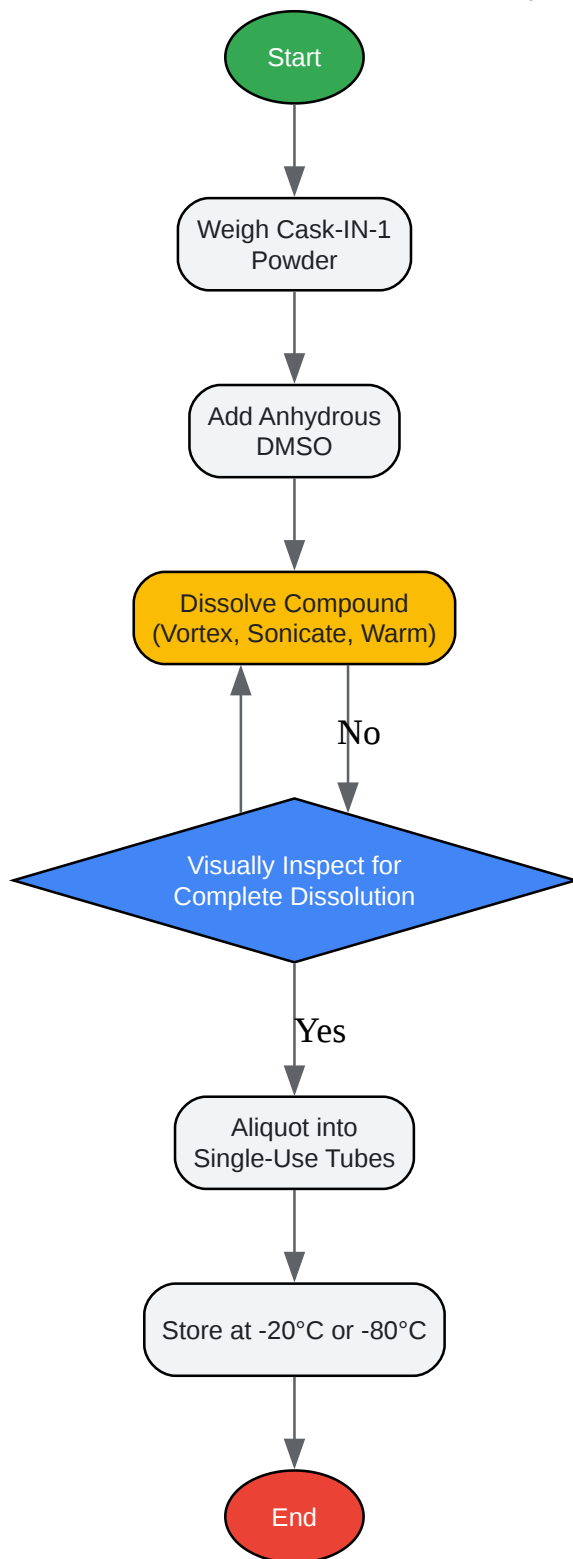 Start
Weigh Cask-IN-1
Powder
Add Anhydrous
DMSO
Dissolve Compound
(Vortex, Sonicate, Warm)
No
Visually Inspect for
Complete Dissolution
Yes
Aliquot into
Single-Use Tubes
Store at -20°C or -80°C
End